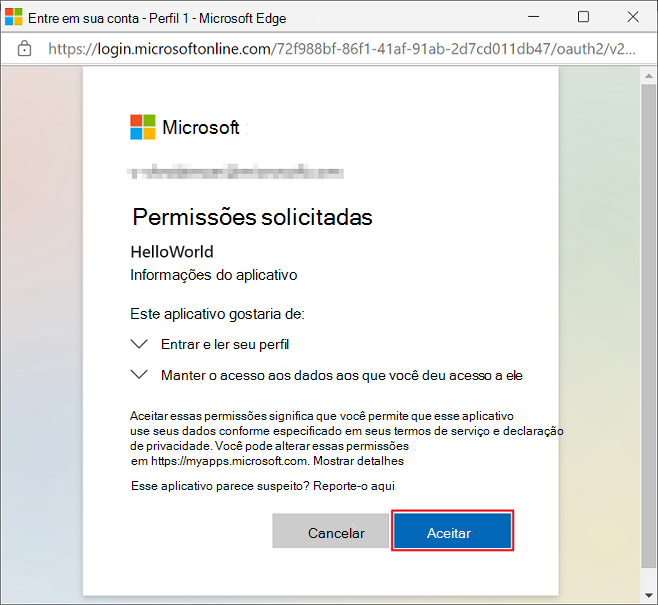 Entre em sua conta - Perfil 1 - Microsoft Edge
https://login.microsoftonline.com/72f988bf-86f1-41af-91ab-2d7cd011db47/oauth2/v2...
Microsoft
Permissões solicitadas
HelloWorld
Informações do aplicativo
Este aplicativo gostaria de:
Entrar e ler seu perfil
Manter o acesso aos dados aos que você deu acesso a ele
Aceitar essas permissões significa que você permite que esse aplicativo
use seus dados conforme especificado em seus termos de serviço e declaração
de privacidade. Você pode alterar essas permissões
em https://myapps.microsoft.com. Mostrar detalhes
Esse aplicativo parece suspeito? Reporte-o aqui
Cancelar
Aceitar